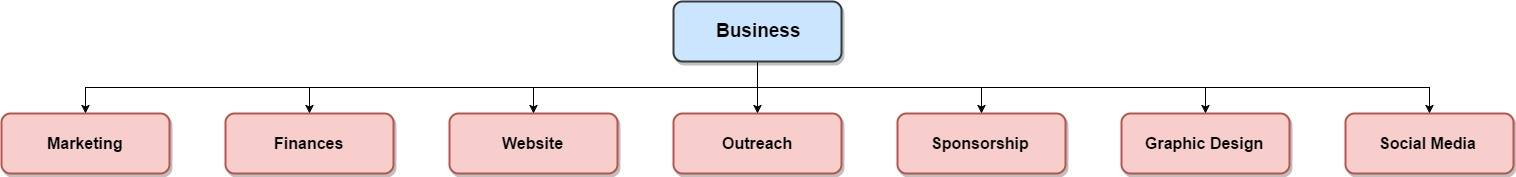 Business
Marketing
Finances
Website
Outreach
Sponsorship
Graphic Design
Social Media